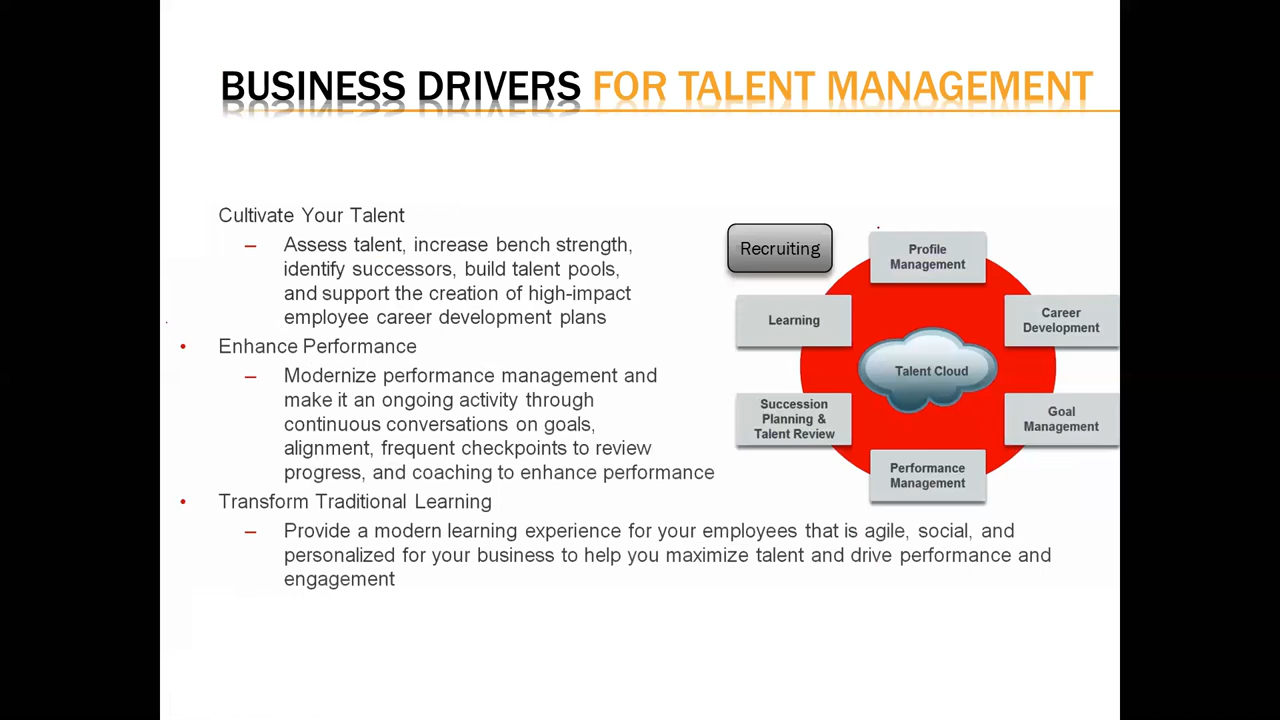 BUSINESS DRIVERS FOR TALENT MANAGEMENT
Cultivate Your Talent
– Assess talent, increase bench strength,
identify successors, build talent pools,
and support the creation of high-impact
employee career development plans
• Enhance Performance
– Modernize performance management and
make it an ongoing activity through
continuous conversations on goals,
alignment, frequent checkpoints to review
progress, and coaching to enhance performance
• Transform Traditional Learning
– Provide a modern learning experience for your employees that is agile, social, and
personalized for your business to help you maximize talent and drive performance and
engagement
Recruiting
Profile
Management
Learning
Career
Development
Talent Cloud
Succession
Planning &
Talent Review
Goal
Management
Performance
Management